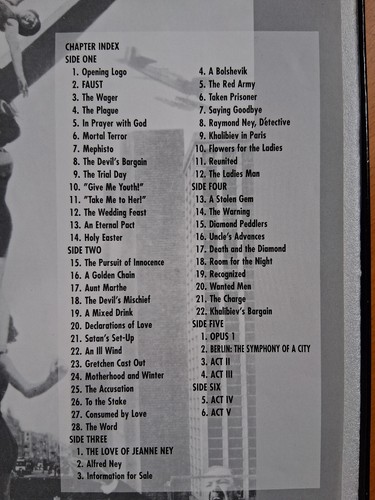 CHAPTER INDEX
SIDE ONE
1. Opening Logo
2. FAUST
3. The Wager
4. The Plague
5. In Prayer with God
6. Mortal Terror
7. Mephisto
8. The Devil's Bargain
9. The Trial Day
10. "Give Me Youth!"
11. "Take Me to Her!"
12. The Wedding Feast
13. An Eternal Pact
14. Holy Easter
SIDE TWO
15. The Pursuit of Innocence
16. A Golden Chain
17. Aunt Marthe
18. The Devil's Mischief
19. A Mixed Drink
20. Declarations of Love
21. Satan's Set-Up
22. An Ill Wind
23. Gretchen Cast Out
24. Motherhood and Winter
25. The Accusation
26. To the Stake
27. Consumed by Love
28. The Word
SIDE THREE
1. THE LOVE OF JEANNE NEY
2. Alfred Ney
3. Information for Sale
4. A Bolshevik
5. The Red Army
6. Taken Prisoner
7. Saying Goodbye
8. Raymond Ney, Detective
9. Khalibiev in Paris
10. Flowers for the Ladies
11. Reunited
12. The Ladies Man
SIDE FOUR
13. A Stolen Gem
14. The Warning
15. Diamond Peddlers
16. Uncle's Advances
17. Death and the Diamond
18. Room for the Night
19. Recognized
20. Wanted Men
21. The Charge
22. Khalibiev's Bargain
SIDE FIVE
1. OPUS 1
2. BERLIN: THE SYMPHONY OF A CITY
3. ACT II
4. ACT III
SIDE SIX
5. ACT IV
6. ACT V